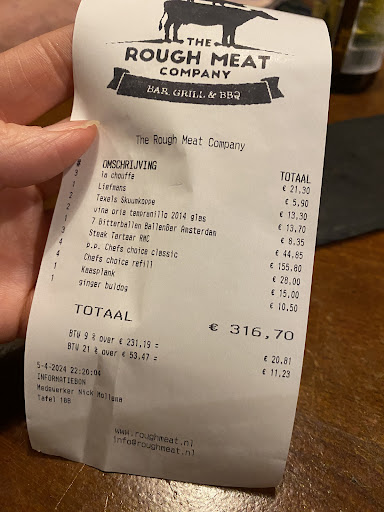 THE
ROUGH MEAT
COMPANY
BAR GRILL & BBQ
The Rough Meat Company
# OMSCHRIJVING TOTAAL
3 la chouffe € 21,30
1 Liefmans € 5,90
2 Texels Skuumkoppe € 13,30
2 vina oria tempranillo 2014 glas € 13,70
1 7 Bitterballen Ballenbar Amsterdam € 8,35
3 Steak Tartaar RMC € 44,85
4 p.p. Chefs choice classic € 155,80
4 Chefs choice refill € 28,00
1 Kaasplank € 15,00
1 ginger buldog € 10,50
TOTAAL € 316,70
BTW 9 % over € 231.19 = € 20,81
BTW 21 % over € 53.47 = € 11,23
5-4-2024 22:26:04
INFORMATIEBON
Medewerker Nick Mollema
Tafel 108
www.roughmeat.nl
info@roughmeat.nl